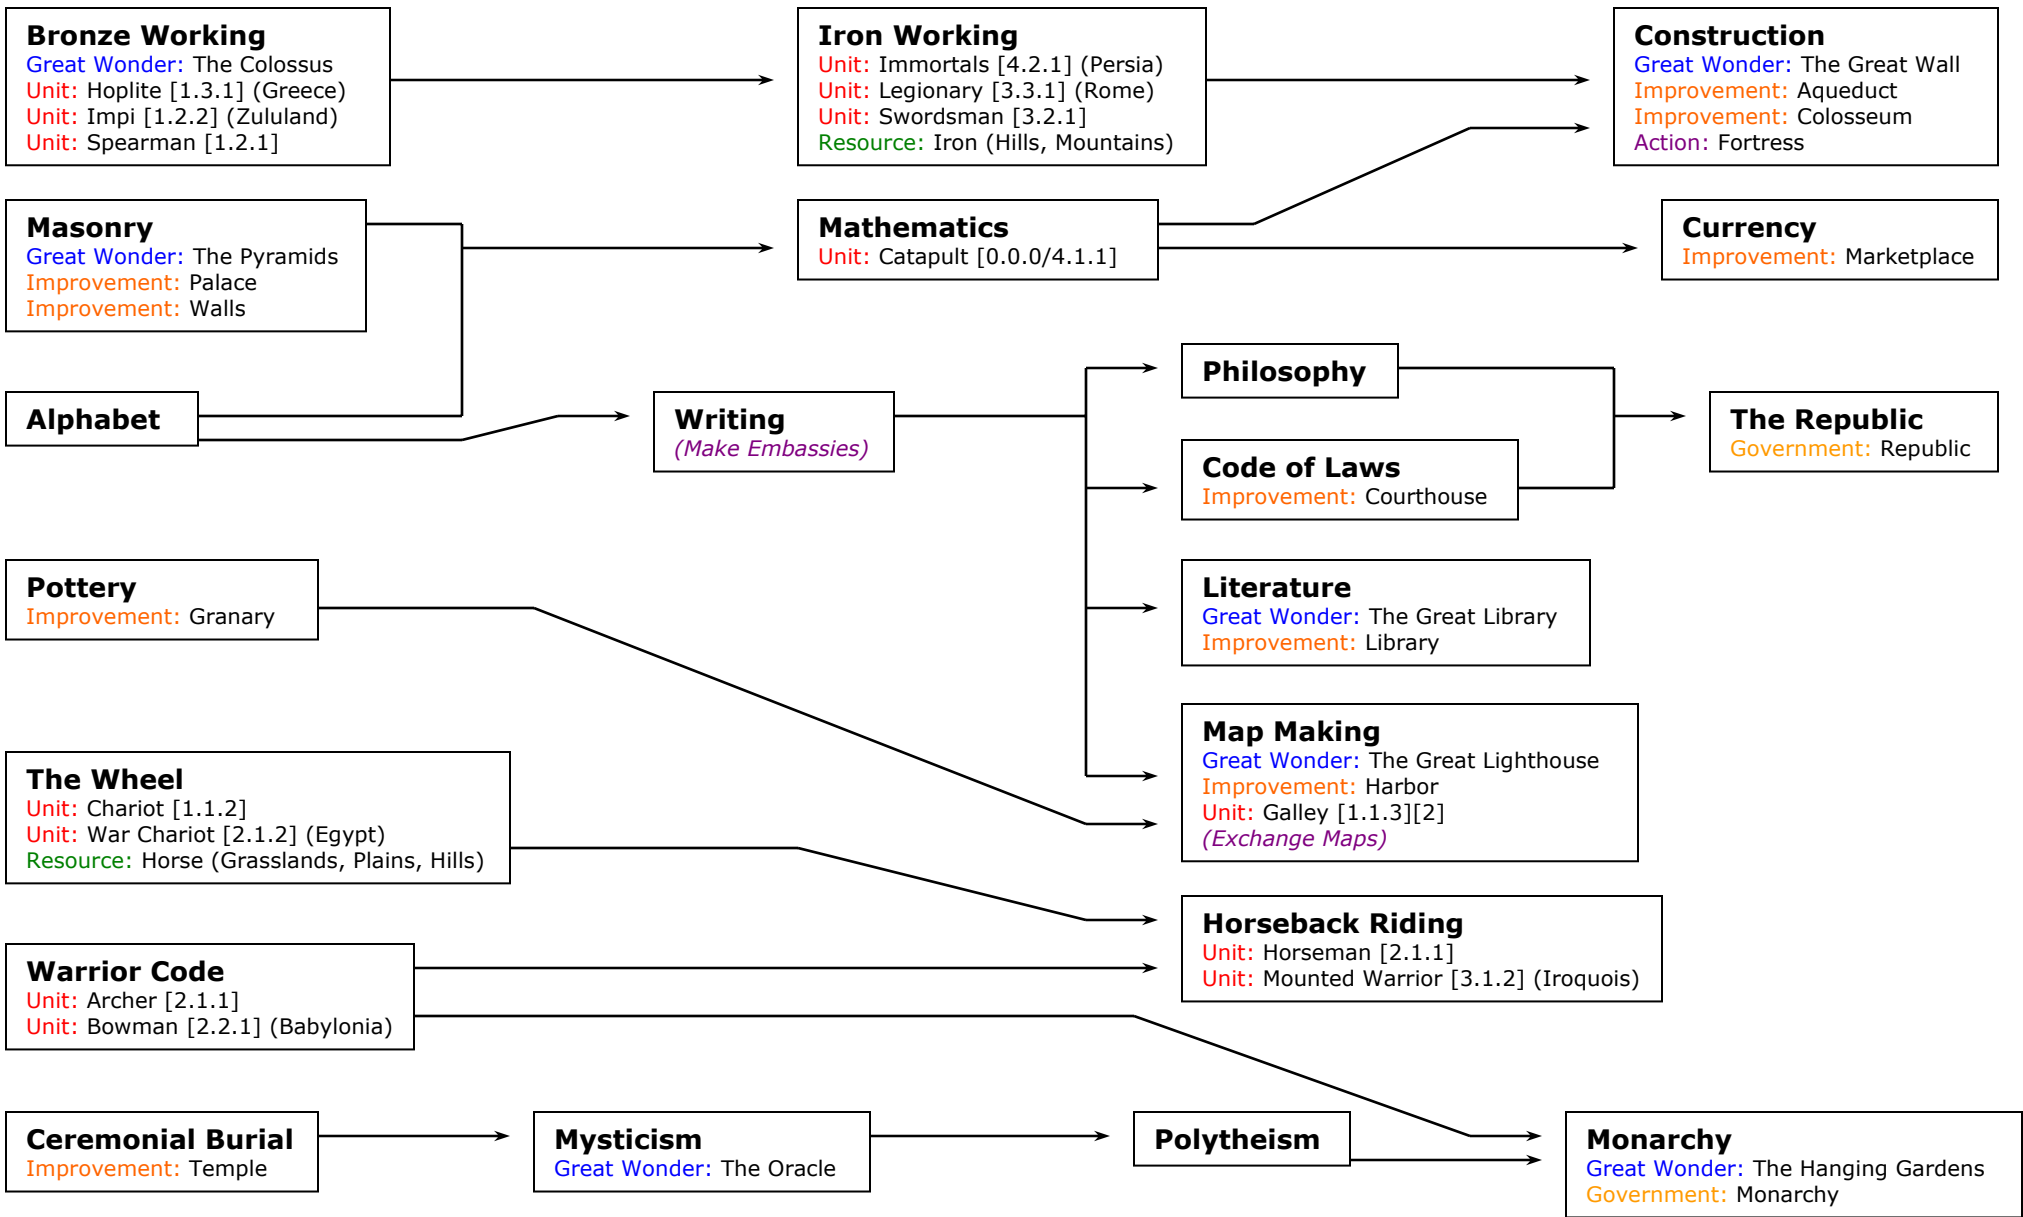 Bronze Working
Great Wonder: The Colossus
Unit: Hoplite [1.3.1] (Greece)
Unit: Impi [1.2.2] (Zululand)
Unit: Spearman [1.2.1]
Iron Working
Unit: Immortals [4.2.1] (Persia)
Unit: Legionary [3.3.1] (Rome)
Unit: Swordsman [3.2.1]
Resource: Iron (Hills, Mountains)
Construction
Great Wonder: The Great Wall
Improvement: Aqueduct
Improvement: Colosseum
Action: Fortress
Masonry
Great Wonder: The Pyramids
Improvement: Palace
Improvement: Walls
Mathematics
Unit: Catapult [0.0.0/4.1.1]
Currency
Improvement: Marketplace
Alphabet
Writing
(Make Embassies)
Philosophy
Code of Laws
Improvement: Courthouse
The Republic
Government: Republic
Pottery
Improvement: Granary
Literature
Great Wonder: The Great Library
Improvement: Library
Map Making
Great Wonder: The Great Lighthouse
Improvement: Harbor
Unit: Galley [1.1.3][2]
(Exchange Maps)
The Wheel
Unit: Chariot [1.1.2]
Unit: War Chariot [2.1.2] (Egypt)
Resource: Horse (Grasslands, Plains, Hills)
Horseback Riding
Unit: Horseman [2.1.1]
Unit: Mounted Warrior [3.1.2] (Iroquois)
Warrior Code
Unit: Archer [2.1.1]
Unit: Bowman [2.2.1] (Babylonia)
Ceremonial Burial
Improvement: Temple
Mysticism
Great Wonder: The Oracle
Polytheism
Monarchy
Great Wonder: The Hanging Gardens
Government: Monarchy